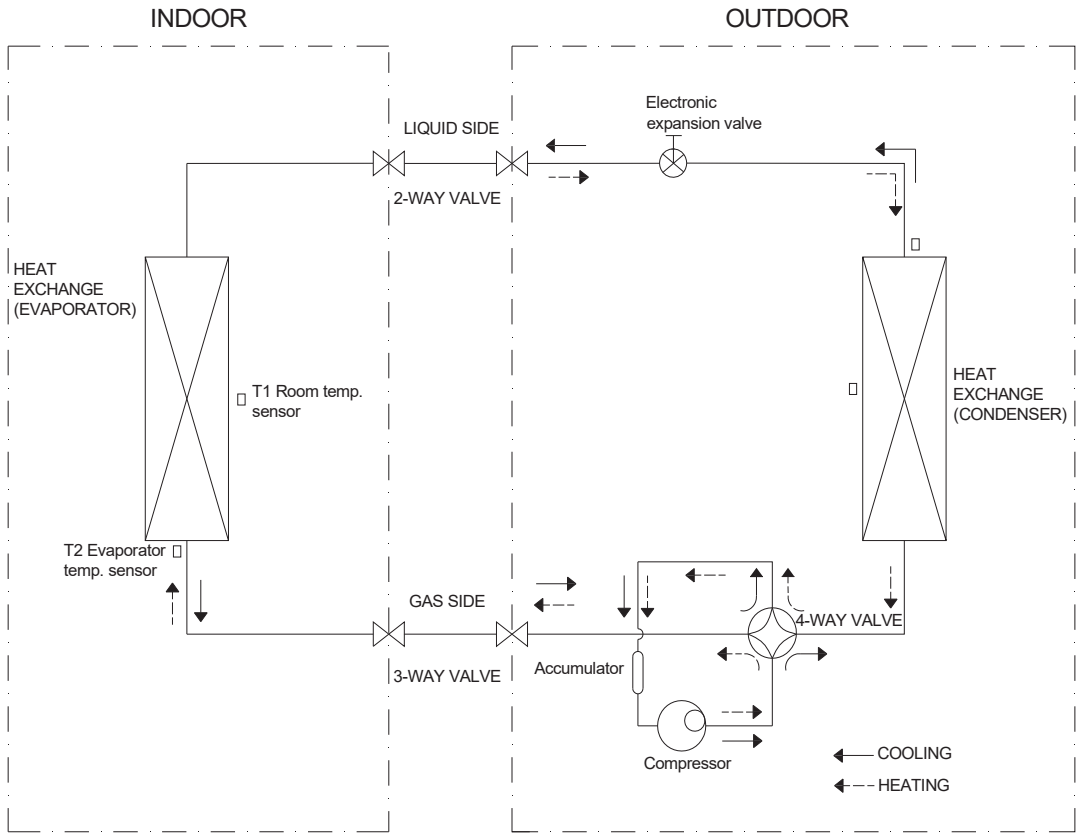 INDOOR
OUTDOOR
Electronic
expansion valve
LIQUID SIDE
2-WAY VALVE
HEAT
EXCHANGE
(EVAPORATOR)
T1 Room temp.
sensor
HEAT
EXCHANGE
(CONDENSER)
T2 Evaporator
temp. sensor
GAS SIDE
3-WAY VALVE
4-WAY VALVE
Accumulator
Compressor
COOLING
HEATING